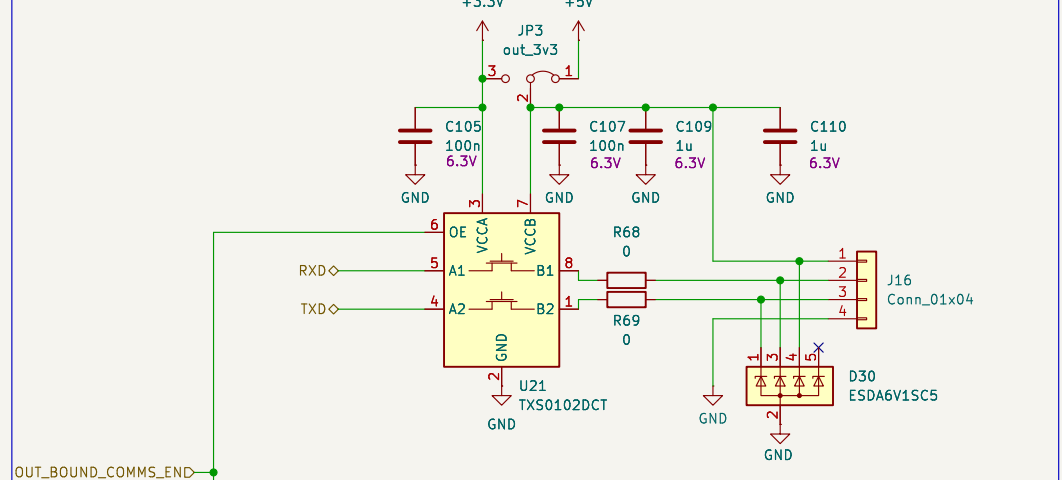 +3.3V
+5V
JP3
out_3v3
3
1
2
C105
100n
6.3V
GND
C107
100n
6.3V
GND
C109
1u
6.3V
GND
C110
1u
6.3V
GND
3
7
6
OE
VCCA
VCCB
RXD
5
A1
B1
8
TXD
4
A2
B2
1
GND
2
U21
TXS0102DCT
GND
R68
0
R69
0
1
2
3
4
J16
Conn_01x04
GND
1
3
4
5
2
D30
ESDA6V1SC5
GND
OUT_BOUND_COMMS_END